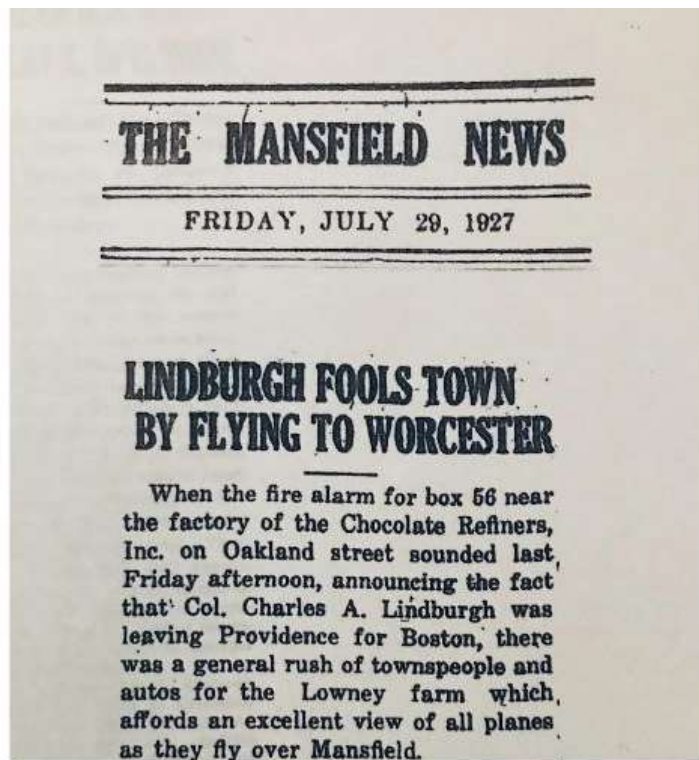 THE MANSFIELD NEWS
FRIDAY, JULY 29, 1927
LINDBURGH FOOLS TOWN
BY FLYING TO WORCESTER
When the fire alarm for box 56 near
the factory of the Chocolate Refiners,
Inc. on Oakland street sounded last
Friday afternoon, announcing the fact
that Col. Charles A. Lindburgh was
leaving Providence for Boston, there
was a general rush of townspeople and
autos for the Lowney farm which
affords an excellent view of all planes
as they fly over Mansfield.